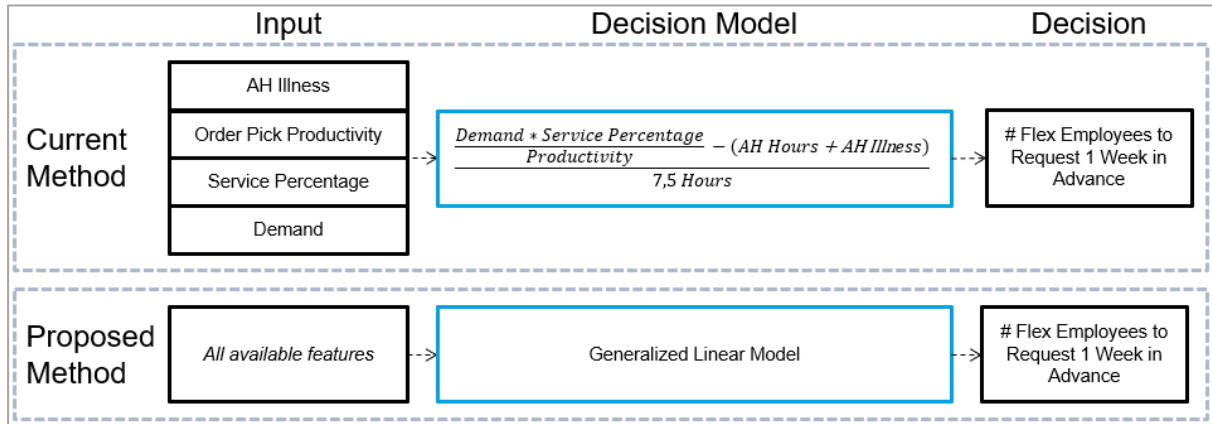 Input
Decision Model
Decision
Current
Method
AH Illness
Order Pick Productivity
Service Percentage
Demand
Demand * Service Percentage
Productivity
− (AH Hours + AH Illness)
7,5 Hours
# Flex Employees to
Request 1 Week in
Advance
Proposed
Method
All available features
Generalized Linear Model
# Flex Employees to
Request 1 Week in
Advance